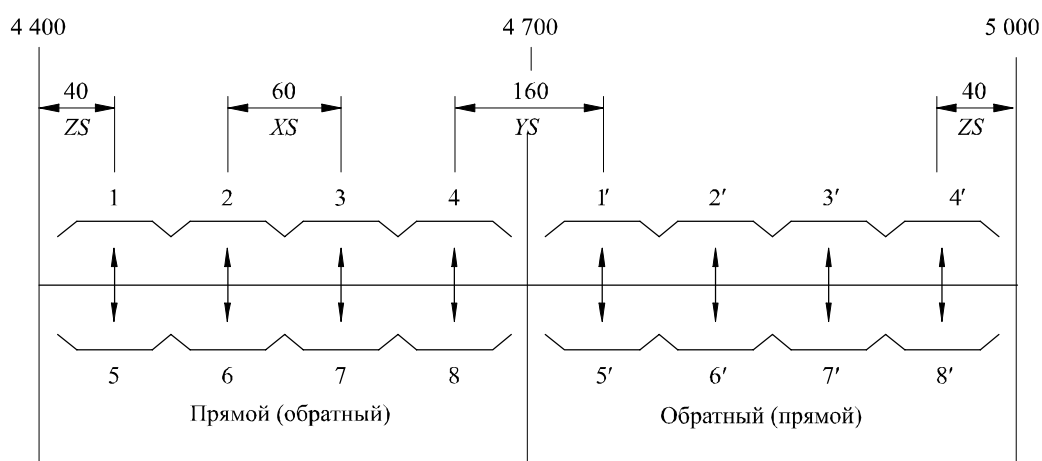 4 400 4 700 5 000
40 60 160 40
ZS XS YS ZS
1 2 3 4 1′ 2′ 3′ 4′
5 6 7 8 5′ 6′ 7′ 8′
Прямой (обратный) Обратный (прямой)